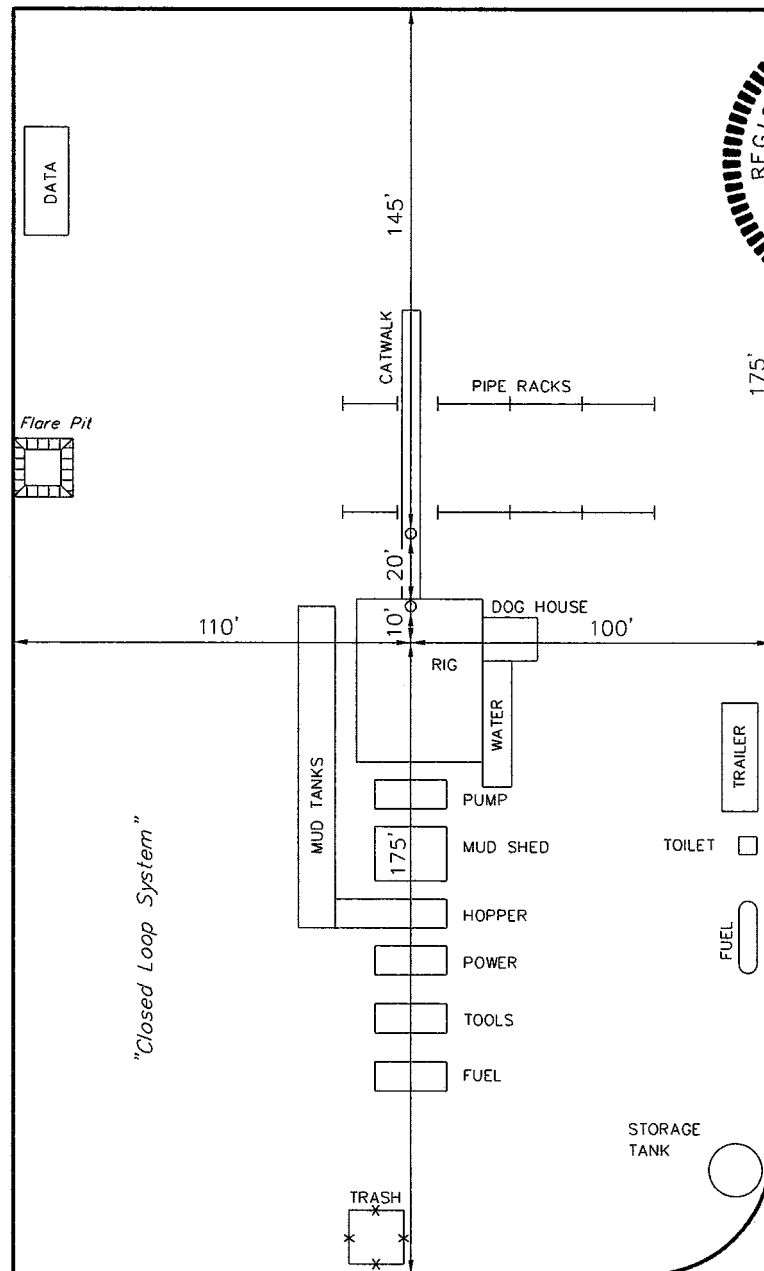 REGIS
DATA
145'
CATWALK
175'
PIPE RACKS
Flare Pit
20'
10'
DOG HOUSE
110'
100'
RIG
WATER
TRAILER
MUD TANKS
PUMP
175'
MUD SHED
TOILET
"Closed Loop System"
HOPPER
FUEL
POWER
TOOLS
FUEL
STORAGE
TANK
TRASH